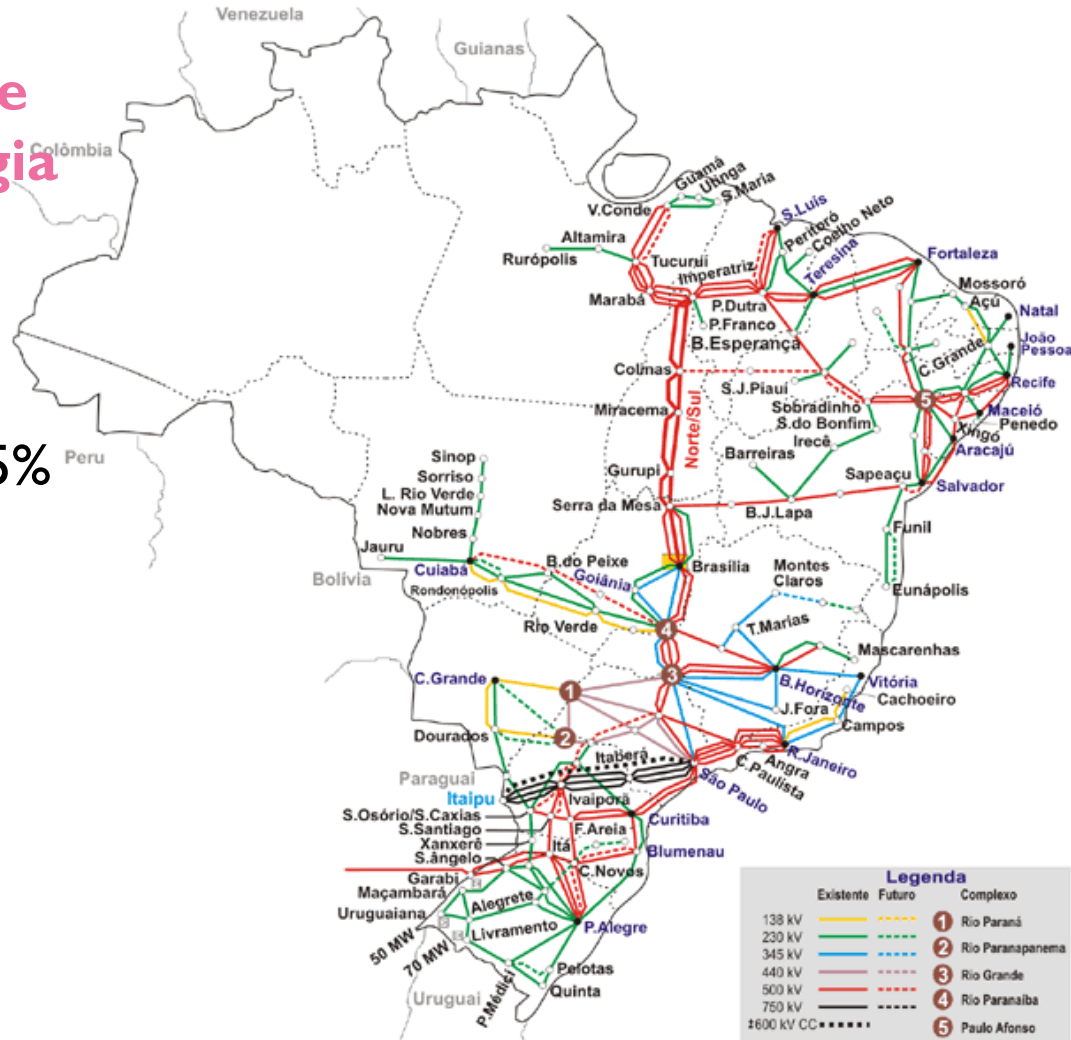 Venezuela
Guianas
e
gia
Colômbia
Guamá
Utinga
S.Maria
V.Conde
S.Luís
Peritoró
Coelho Neto
Altamira
Rurópolis
Tucuruí
Imperatriz
Teresina
Fortaleza
Marabá
P.Dutra
P.Franco
B.Esperança
Mossoró
Açú
Natal
João
Pessoa
C.Grande
Recife
Colinas
S.J.Piauí
Miracema
Norte/Sul
Sobradinho
S.do Bonfim
Irecê
5
Maceió
Penedo
Xingó
Aracajú
5%
Peru
Sinop
Sorriso
L. Rio Verde
Nova Mutum
Nobres
Gurupi
Barreiras
Sapeaçu
Salvador
Serra da Mesa
B.J.Lapa
Funil
Jauru
Cuiabá
Bolívia
B.do Peixe
Goiânia
Brasília
Montes
Claros
Eunápolis
Rondonópolis
Rio Verde
4
T.Marias
Mascarenhas
C.Grande
1
3
B.Horizonte
Vitória
Cachoeiro
J.Fora
Campos
Dourados
2
Itaberá
R.Janeiro
Angra
C.Paulista
São Paulo
Paraguai
Itaipu
Ivaiporã
S.Osório/S.Caxias
S.Santiago
Xanxerê
S.ângelo
F.Areia
Curitiba
Itá
Blumenau
Garabi
C.Novos
Maçambará
Alegrete
Uruguaiana
Livramento
P.Alegre
50 MW
70 MW
Pelotas
Quinta
P.Médici
Uruguai
Legenda
Existente Futuro Complexo
138 kV 1 Rio Paraná
230 kV 2 Rio Paranapanema
345 kV 3 Rio Grande
440 kV
500 kV 4 Rio Paranaíba
750 kV
±600 kV CC 5 Paulo Afonso